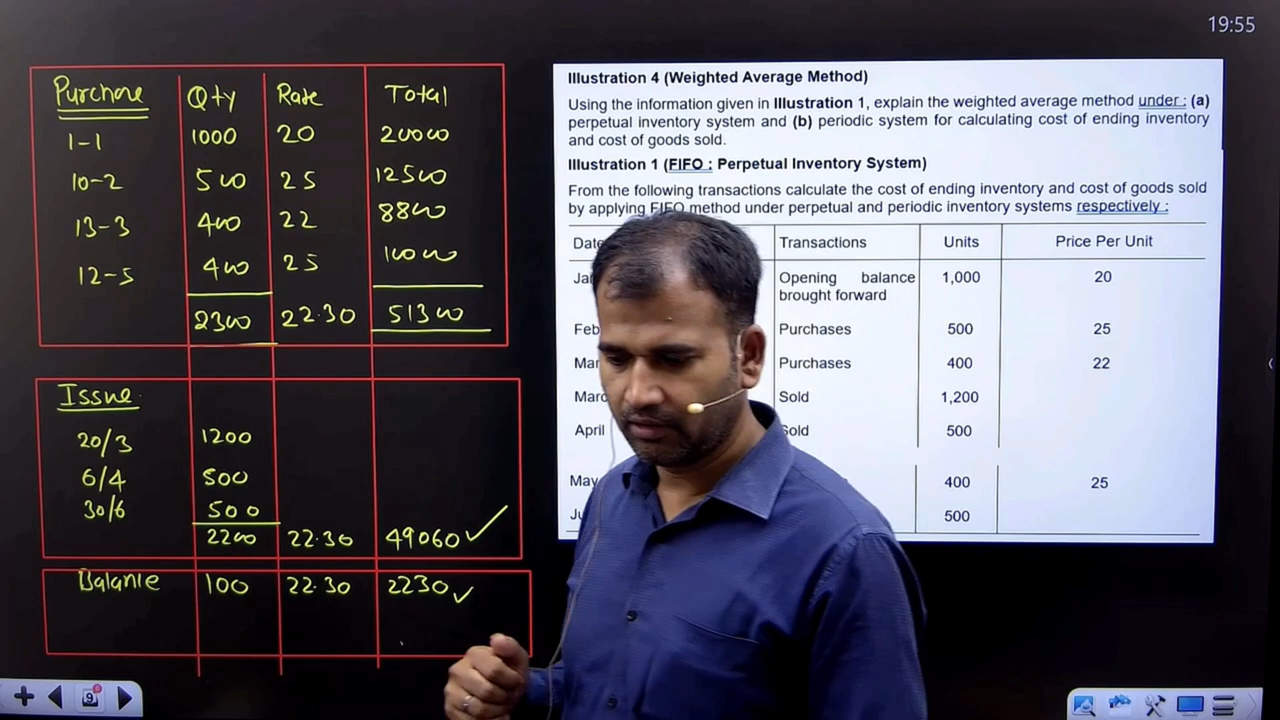 19:55
Purchase Qty Rate Total
1-1 1000 20 20000
10-2 500 25 12500
13-3 400 22 8800
12-5 400 25 10000
2300 22.30 51300
Issue
20/3 1200
6/4 500
30/6 500
2200 22.30 49060
Balance 100 22.30 2230
Illustration 4 (Weighted Average Method)
Using the information given in Illustration 1, explain the weighted average method under : (a)
perpetual inventory system and (b) periodic system for calculating cost of ending inventory
and cost of goods sold.
Illustration 1 (FIFO : Perpetual Inventory System)
From the following transactions calculate the cost of ending inventory and cost of goods sold
by applying FIFO method under perpetual and periodic inventory systems respectively :
Date Transactions Units Price Per Unit
Jan Opening balance 1,000 20
brought forward
Feb Purchases 500 25
Mar Purchases 400 22
March Sold 1,200
April Sold 500
May 400 25
Ju 500
9